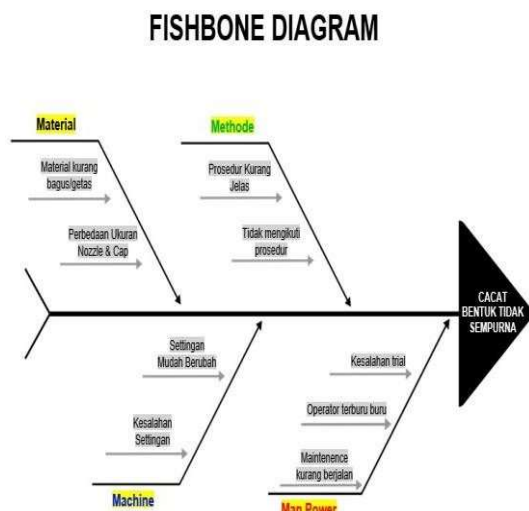 FISHBONE DIAGRAM
Material
Methode
Material kurang
bagus/getas
Prosedur Kurang
Jelas
Perbedaan Ukuran
Nozzle & Cap
Tidak mengikuti
prosedur
CACAT
BENTUK TIDAK
SEMPURNA
Settingan
Mudah Berubah
Kesalahan trial
Kesalahan
Settingan
Operator terburu buru
Maintenence
kurang berjalan
Machine
Man Power